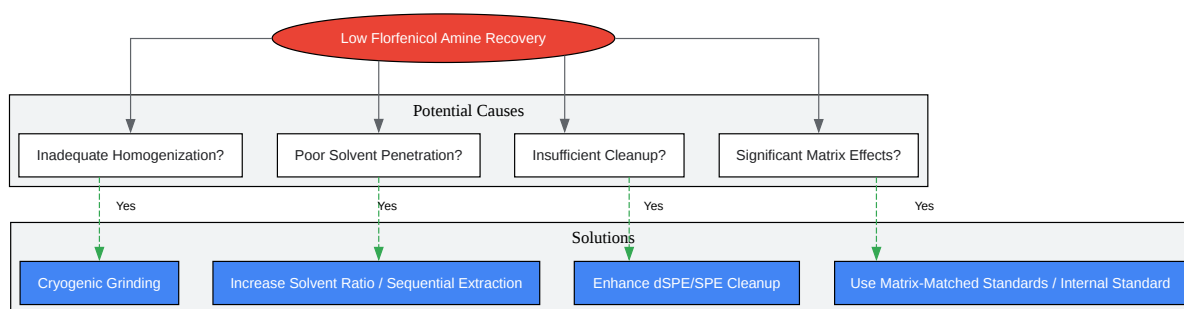 Low Florfenicol Amine Recovery
Potential Causes
Inadequate Homogenization?
Poor Solvent Penetration?
Insufficient Cleanup?
Significant Matrix Effects?
Yes
Yes
Yes
Yes
Solutions
Cryogenic Grinding
Increase Solvent Ratio / Sequential Extraction
Enhance dSPE/SPE Cleanup
Use Matrix-Matched Standards / Internal Standard